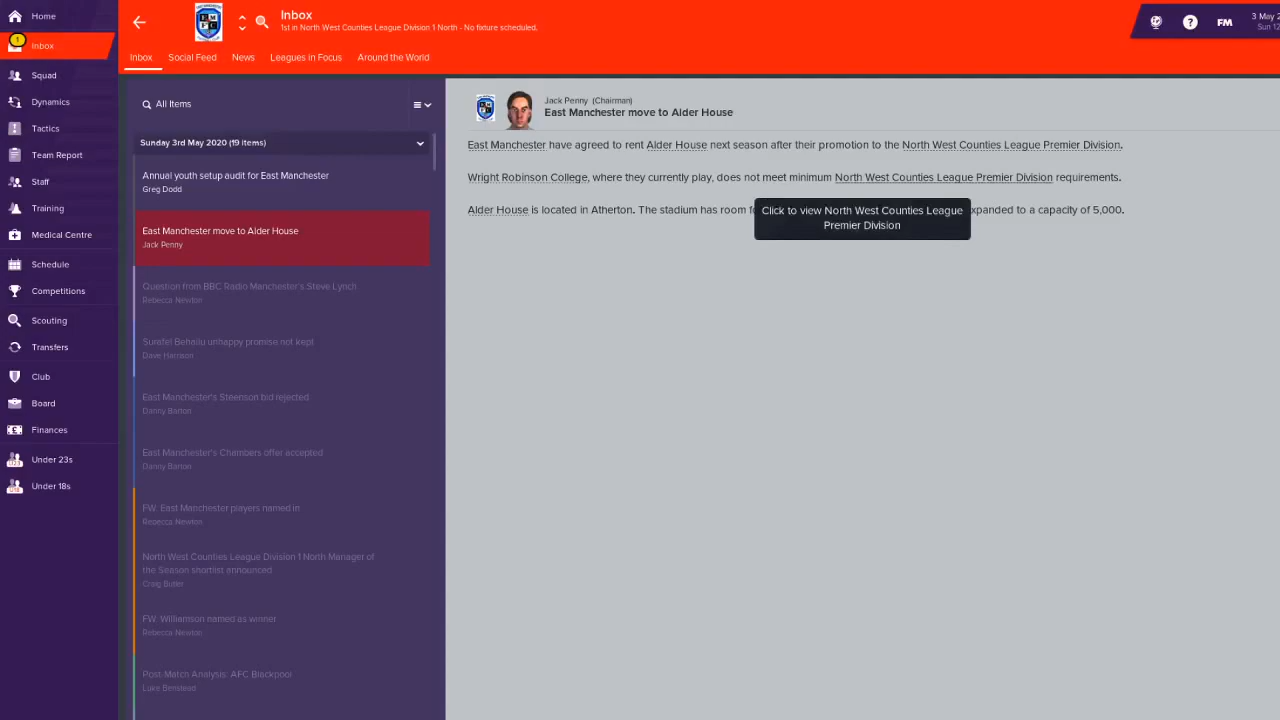 Home
1
Inbox
Squad
Dynamics
Tactics
Team Report
Staff
Training
Medical Centre
Schedule
Competitions
Scouting
Transfers
Club
Board
Finances
Under 23s
Under 18s
Inbox
1st in North West Counties League Division 1 North - No fixture scheduled.
FM
3 May 2
Sun 12
Inbox
Social Feed
News
Leagues in Focus
Around the World
All Items
Sunday 3rd May 2020 (19 items)
Annual youth setup audit for East Manchester
Greg Dodd
East Manchester move to Alder House
Jack Penny
Question from BBC Radio Manchester's Steve Lynch
Rebecca Newton
Surafel Behailu unhappy promise not kept
Dave Harrison
East Manchester's Steenson bid rejected
Danny Barton
East Manchester's Chambers offer accepted
Danny Barton
FW: East Manchester players named in
Rebecca Newton
North West Counties League Division 1 North Manager of
the Season shortlist announced
Craig Butler
FW: Williamson named as winner
Rebecca Newton
Post-Match Analysis: AFC Blackpool
Luke Benstead
Jack Penny (Chairman)
East Manchester move to Alder House
East Manchester have agreed to rent Alder House next season after their promotion to the North West Counties League Premier Division.
Wright Robinson College, where they currently play, does not meet minimum North West Counties League Premier Division requirements.
Alder House is located in Atherton. The stadium has room f xpanded to a capacity of 5,000.
Click to view North West Counties League
Premier Division